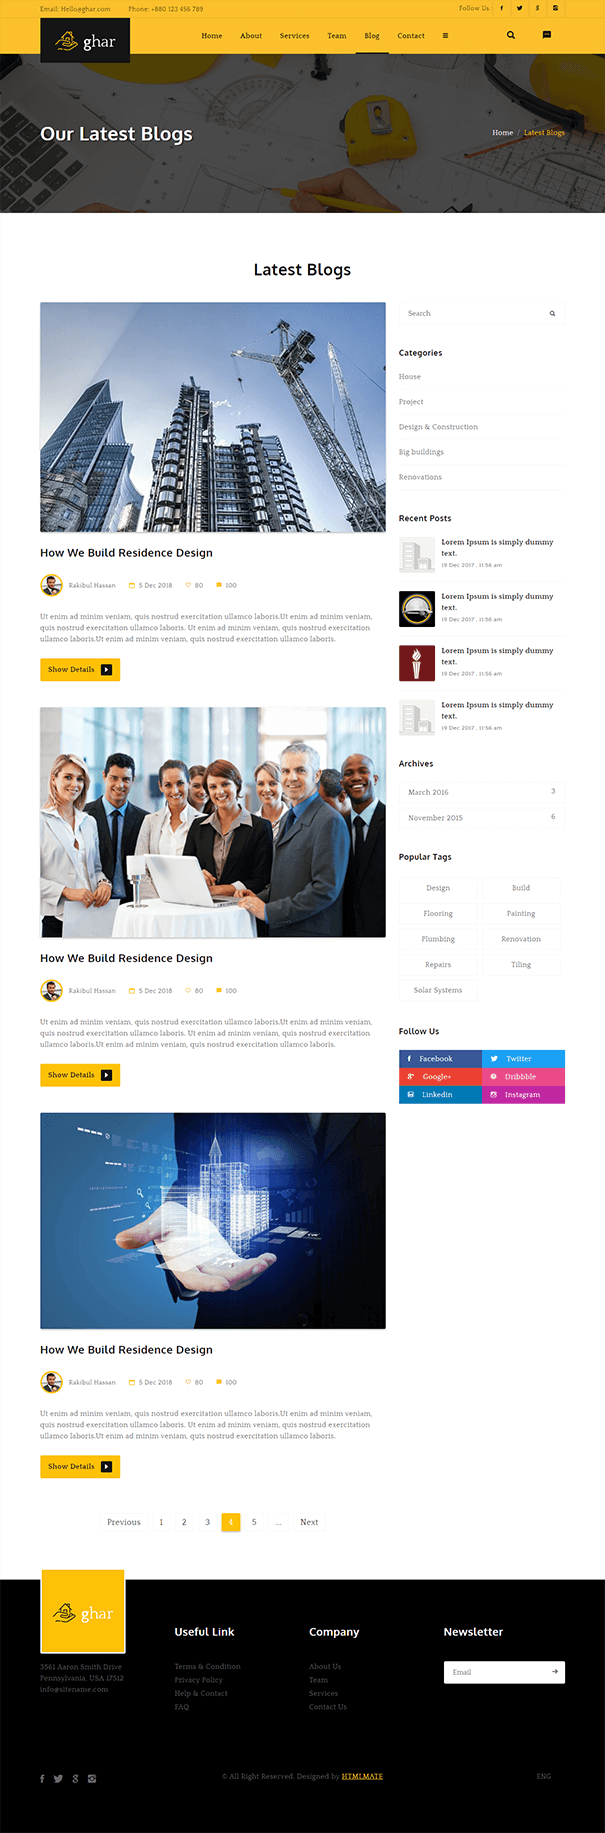 Email: Hello@ghar.com Phone: +880 123 456 789 Follow Us :
ghar Home About Services Team Blog Contact
Our Latest Blogs
Home / Latest Blogs
Latest Blogs
How We Build Residence Design
Rakibul Hassan 5 Dec 2018 80 100
Ut enim ad minim veniam, quis nostrud exercitation ullamco laboris.Ut enim ad minim veniam,
quis nostrud exercitation ullamco laboris. Ut enim ad minim veniam, quis nostrud exercitation
ullamco laboris.Ut enim ad minim veniam, quis nostrud exercitation ullamco laboris.
Show Details
How We Build Residence Design
Rakibul Hassan 5 Dec 2018 80 100
Ut enim ad minim veniam, quis nostrud exercitation ullamco laboris.Ut enim ad minim veniam,
quis nostrud exercitation ullamco laboris. Ut enim ad minim veniam, quis nostrud exercitation
ullamco laboris.Ut enim ad minim veniam, quis nostrud exercitation ullamco laboris.
Show Details
How We Build Residence Design
Rakibul Hassan 5 Dec 2018 80 100
Ut enim ad minim veniam, quis nostrud exercitation ullamco laboris.Ut enim ad minim veniam,
quis nostrud exercitation ullamco laboris. Ut enim ad minim veniam, quis nostrud exercitation
ullamco laboris.Ut enim ad minim veniam, quis nostrud exercitation ullamco laboris.
Show Details
Previous 1 2 3 4 5 ... Next
Search
Categories
House
Project
Design & Construction
Big buildings
Renovations
Recent Posts
Lorem Ipsum is simply dummy
text.
19 Dec 2017 . 11:56 am
Lorem Ipsum is simply dummy
text.
19 Dec 2017 . 11:56 am
Lorem Ipsum is simply dummy
text.
19 Dec 2017 . 11:56 am
Lorem Ipsum is simply dummy
text.
19 Dec 2017 . 11:56 am
Archives
March 2016 3
November 2015 6
Popular Tags
Design Build
Flooring Painting
Plumbing Renovation
Repairs Tiling
Solar Systems
Follow Us
Facebook Twitter
Google+ Dribbble
Linkedin Instagram
ghar
3561 Aaron Smith Drive
Pennsylvania, USA 17512
info@sitename.com
Useful Link
Terms & Condition
Privacy Policy
Help & Contact
FAQ
Company
About Us
Team
Services
Contact Us
Newsletter
Email
© All Right Reserved. Designed by HTMLMATE
ENG